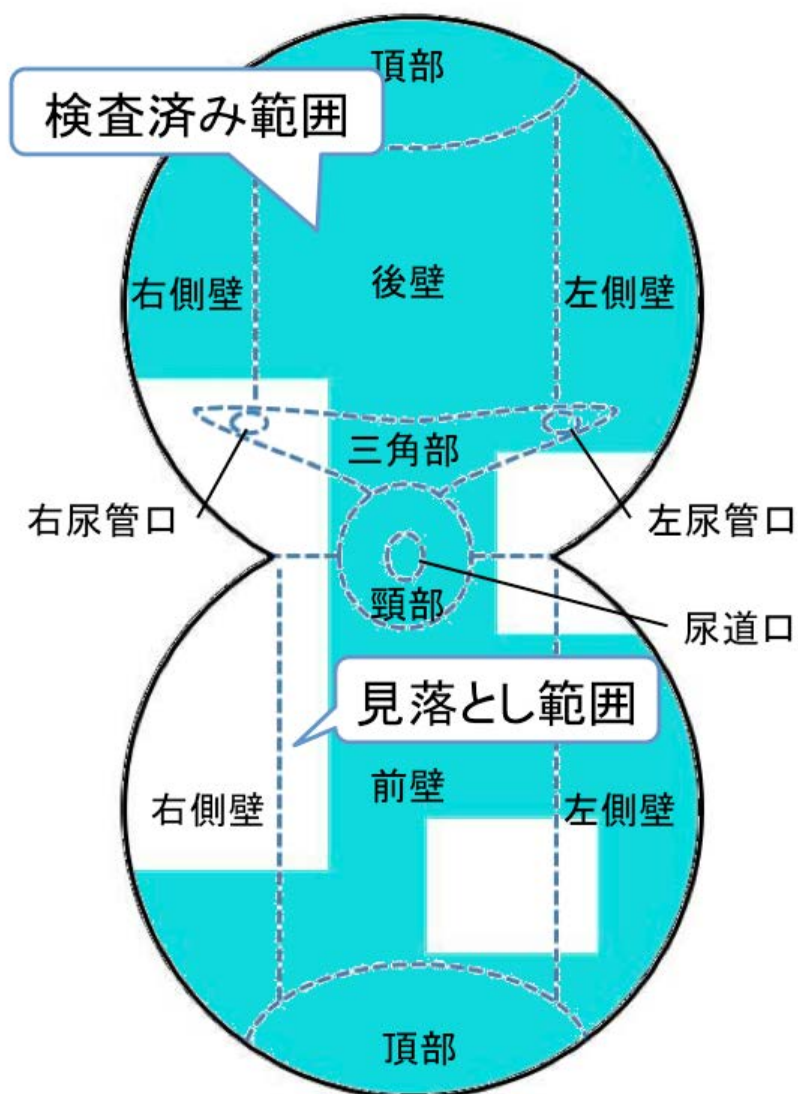 頂部
検査済み範囲
右側壁
後壁
左側壁
三角部
右尿管口
左尿管口
頸部
尿道口
見落とし範囲
右側壁
前壁
左側壁
頂部